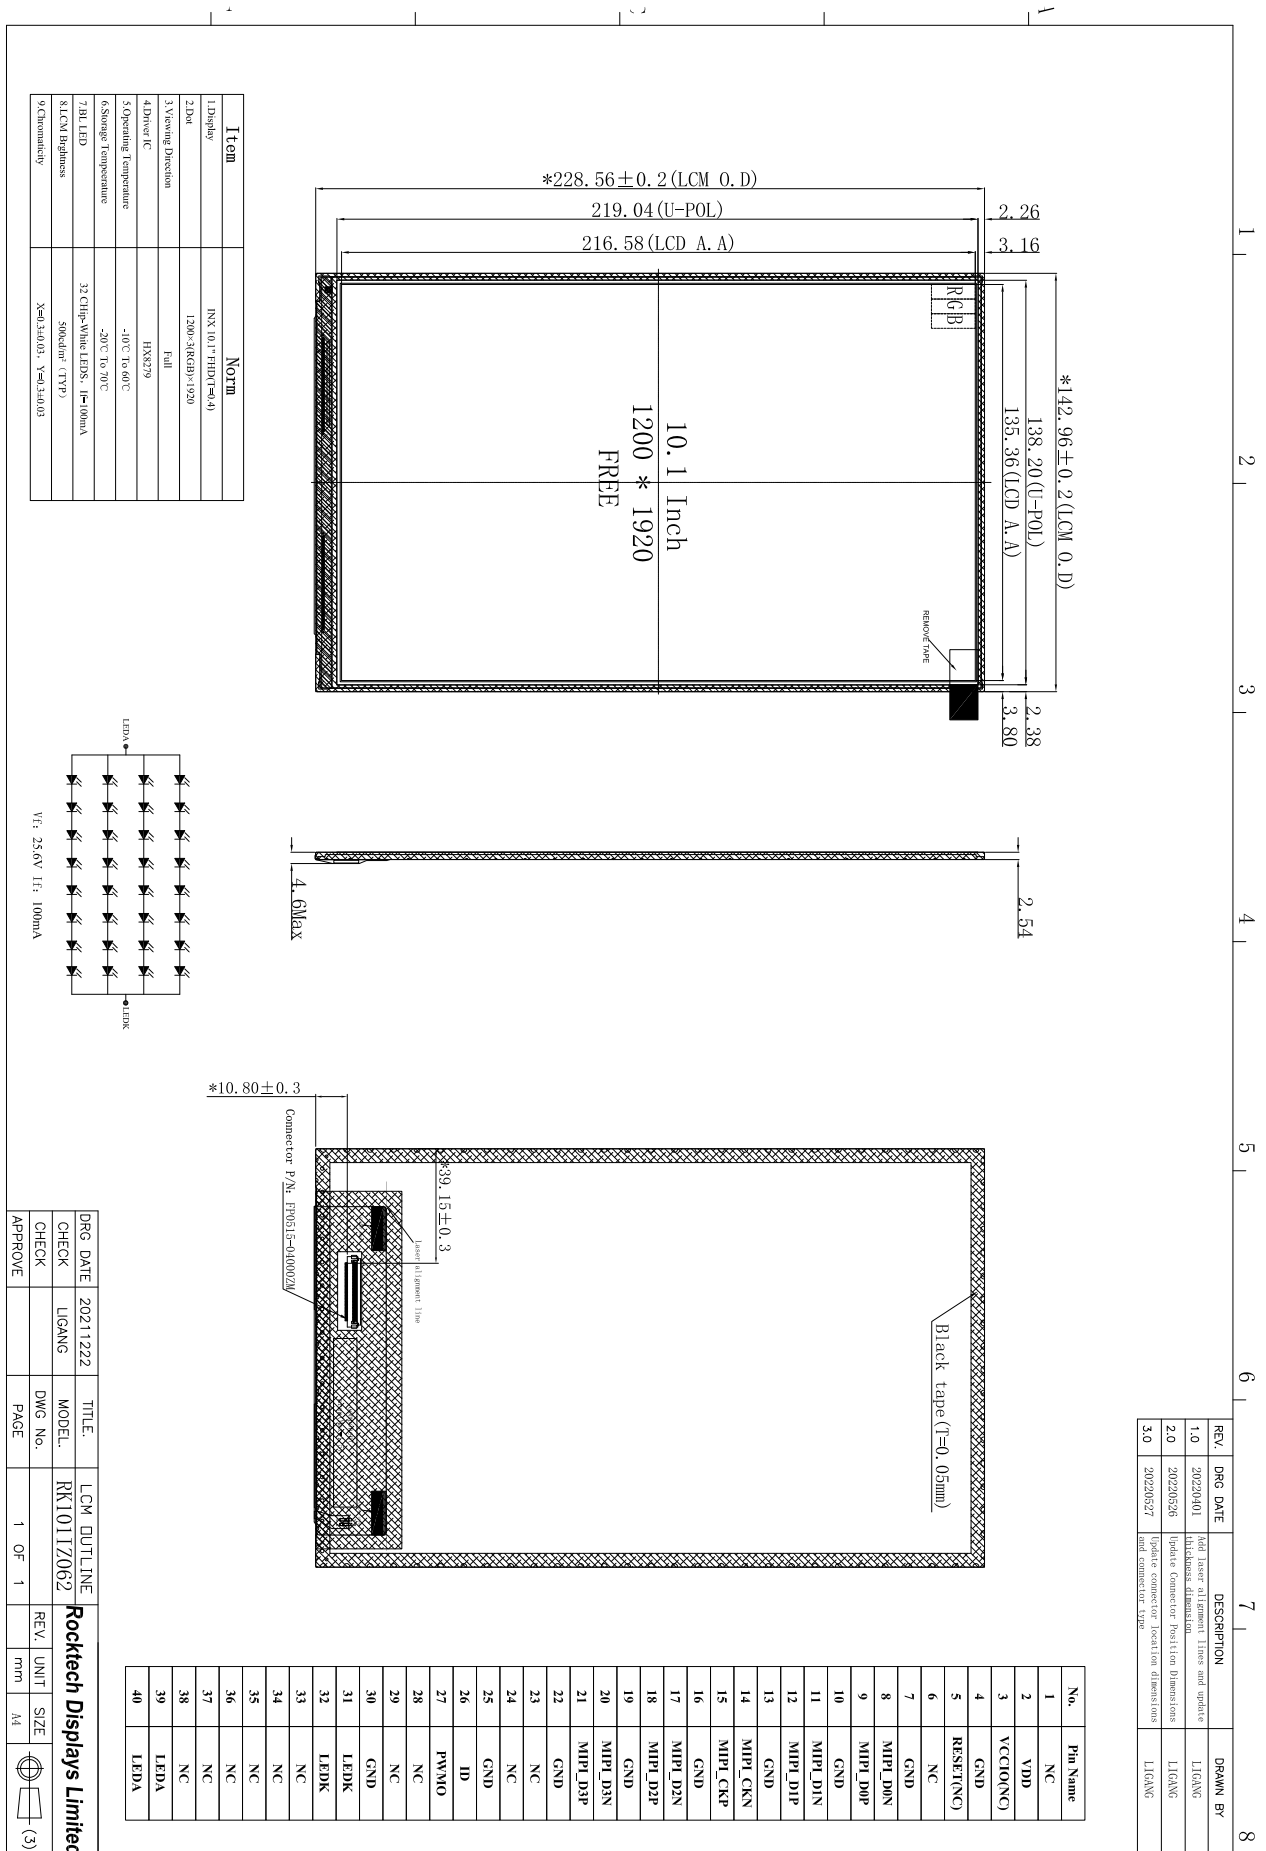 1
2
3
4
5
6
7
8
A
REV. DRG DATE DESCRIPTION DRAWN BY
1.0 20220401 Add laser alignment lines and update thickness dimension LIGANG
2.0 20220526 Update Connector Position Dimensions LIGANG
3.0 20220527 Update connector location dimensions and connector type LIGANG
*228.56±0.2(LCM O.D)
219.04(U-POL)
216.58(LCD A.A)
2.26
3.16
*142.96±0.2(LCM O.D)
138.20(U-POL)
135.36(LCD A.A)
2.38
3.80
R G B
10.1 Inch
1200 * 1920
FREE
REMOVE TAPE
2.54
4.6Max
*10.80±0.3
*39.15±0.3
Laser alignment line
Connector P/N: FP0515-04000ZM
Black tape(T=0.05mm)
Item Norm
1.Display INX 10.1" FHD(T=0.4)
2.Dot 1200×3(RGB)×1920
3.Viewing Direction Full
4.Driver IC HX8279
5.Operating Temperature -10℃ To 60℃
6.Storage Tempeerature -20℃ To 70℃
7.BL LED 32 CHip-White LEDS, If=100mA
8.LCM Brghtness 500cd/m² (TYP)
9.Chromaticity X=0.3±0.03, Y=0.3±0.03
LEDA
LEDK
Vf: 25.6V If: 100mA
No. Pin Name
1 NC
2 VDD
3 VCCIO(NC)
4 GND
5 RESET(NC)
6 NC
7 GND
8 MIPI_D0N
9 MIPI_D0P
10 GND
11 MIPI_D1N
12 MIPI_D1P
13 GND
14 MIPI_CKN
15 MIPI_CKP
16 GND
17 MIPI_D2N
18 MIPI_D2P
19 GND
20 MIPI_D3N
21 MIPI_D3P
22 GND
23 NC
24 NC
25 GND
26 ID
27 PWMO
28 NC
29 NC
30 GND
31 LEDK
32 LEDK
33 NC
34 NC
35 NC
36 NC
37 NC
38 NC
39 LEDA
40 LEDA
DRG DATE 20211222 TITLE. LCM OUTLINE
CHECK LIGANG MODEL. RK101IZ062
CHECK DWG No.
APPROVE PAGE 1 OF 1
Rocktech Displays Limited
REV. UNIT SIZE
mm A4
(3)